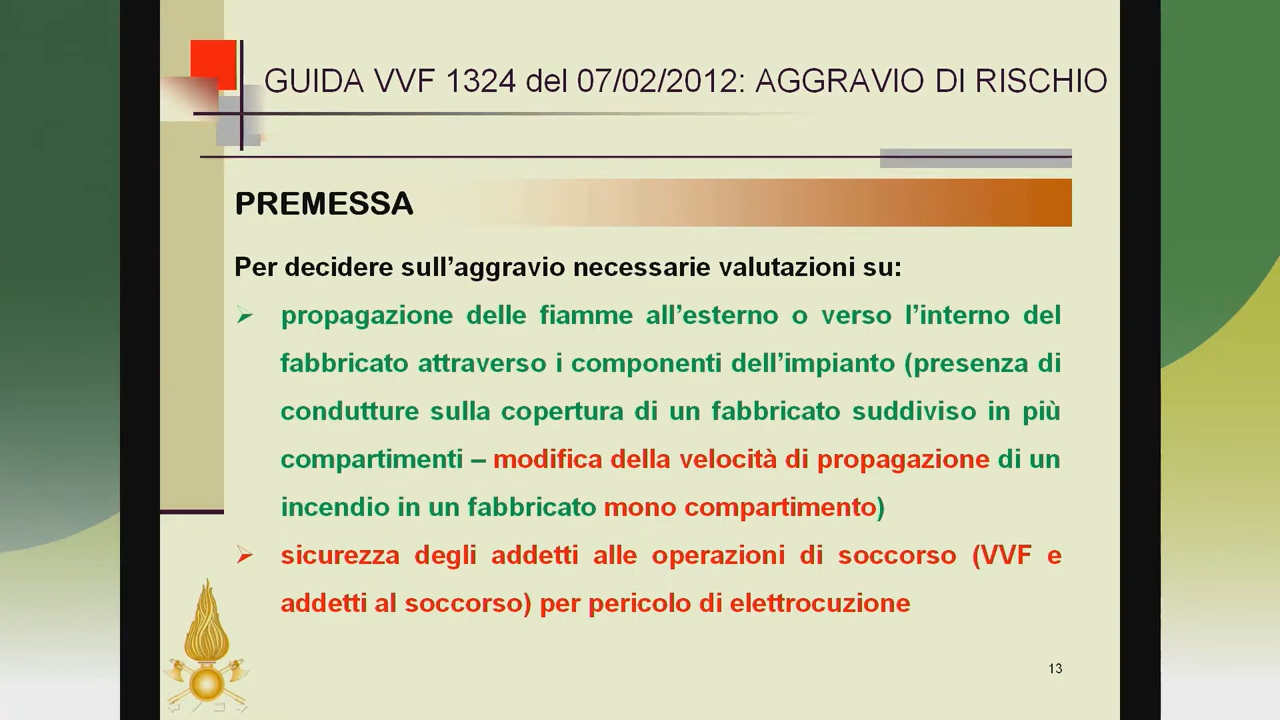 GUIDA VVF 1324 del 07/02/2012: AGGRAVIO DI RISCHIO
PREMESSA
Per decidere sull'aggravio necessarie valutazioni su:
propagazione delle fiamme all'esterno o verso l'interno del
fabbricato attraverso i componenti dell'impianto (presenza di
condutture sulla copertura di un fabbricato suddiviso in più
compartimenti – modifica della velocità di propagazione di un
incendio in un fabbricato mono compartimento)
sicurezza degli addetti alle operazioni di soccorso (VVF e
addetti al soccorso) per pericolo di elettrocuzione
13